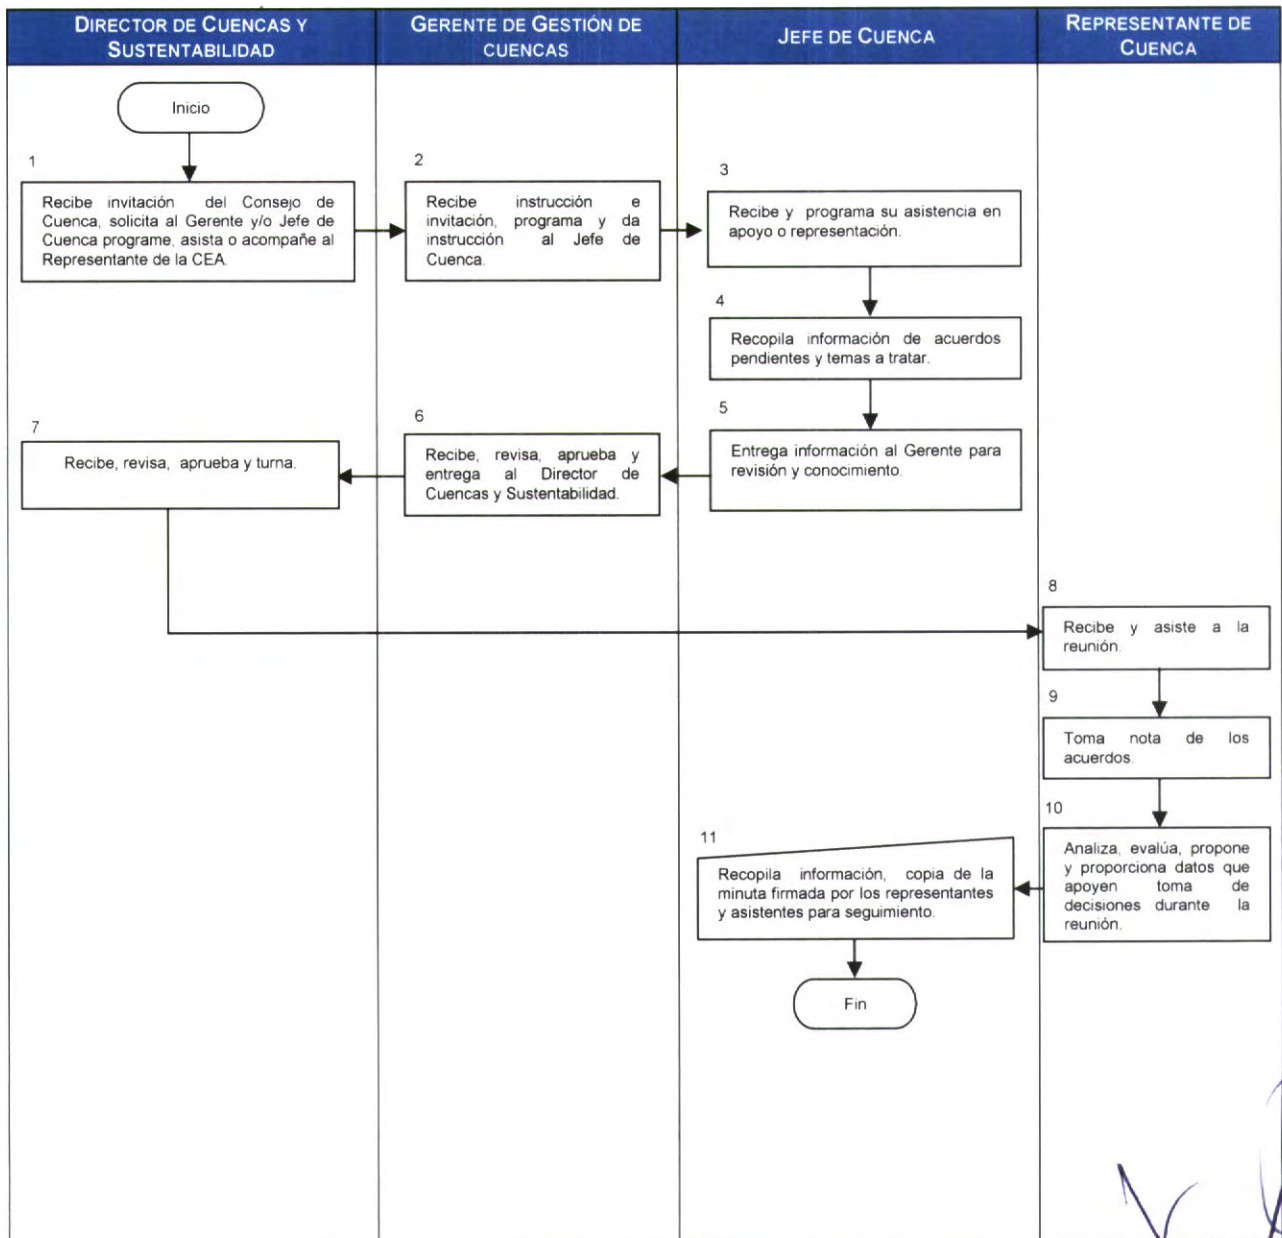 DIRECTOR DE CUENCAS Y
SUSTENTABILIDAD
GERENTE DE GESTIÓN DE
CUENCAS
JEFE DE CUENCA
REPRESENTANTE DE
CUENCA
Inicio
1
Recibe invitación del Consejo de
Cuenca, solicita al Gerente y/o Jefe de
Cuenca programe, asista o acompañe al
Representante de la CEA.
2
Recibe instrucción e
invitación, programa y da
instrucción al Jefe de
Cuenca.
3
Recibe y programa su asistencia en
apoyo o representación.
4
Recopila información de acuerdos
pendientes y temas a tratar.
5
Entrega información al Gerente para
revisión y conocimiento.
6
Recibe, revisa, aprueba y
entrega al Director de
Cuencas y Sustentabilidad.
7
Recibe, revisa, aprueba y turna.
8
Recibe y asiste a la
reunión.
9
Toma nota de los
acuerdos.
10
Analiza, evalúa, propone
y proporciona datos que
apoyen toma de
decisiones durante la
reunión.
11
Recopila información, copia de la
minuta firmada por los representantes
y asistentes para seguimiento.
Fin